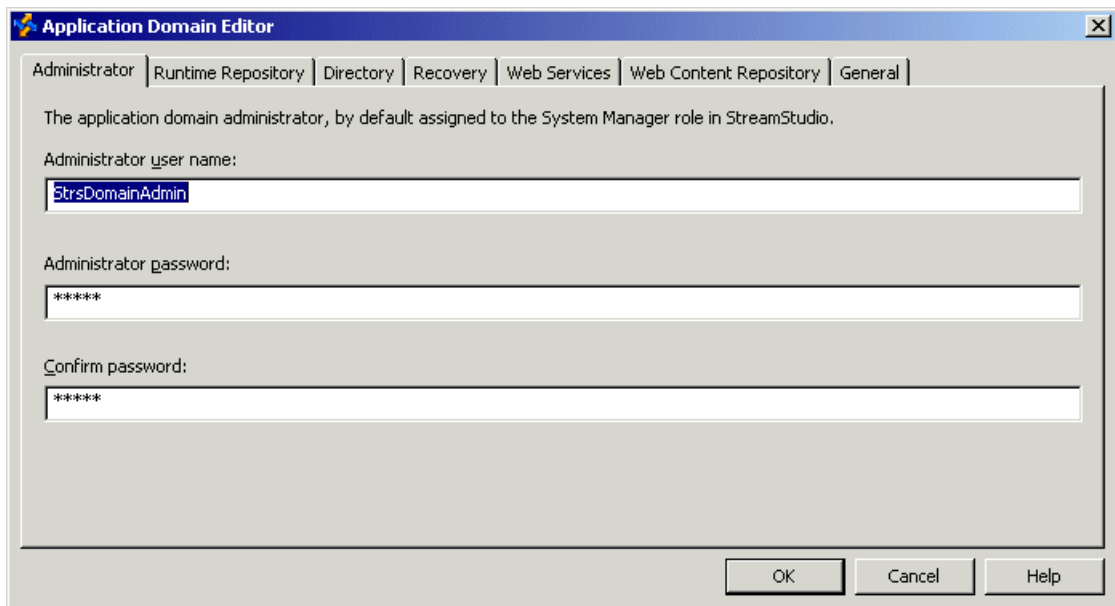 Application Domain Editor
Administrator Runtime Repository Directory Recovery Web Services Web Content Repository General
The application domain administrator, by default assigned to the System Manager role in StreamStudio.
Administrator user name:
StrsDomainAdmin
Administrator password:
*****
Confirm password:
*****
OK Cancel Help